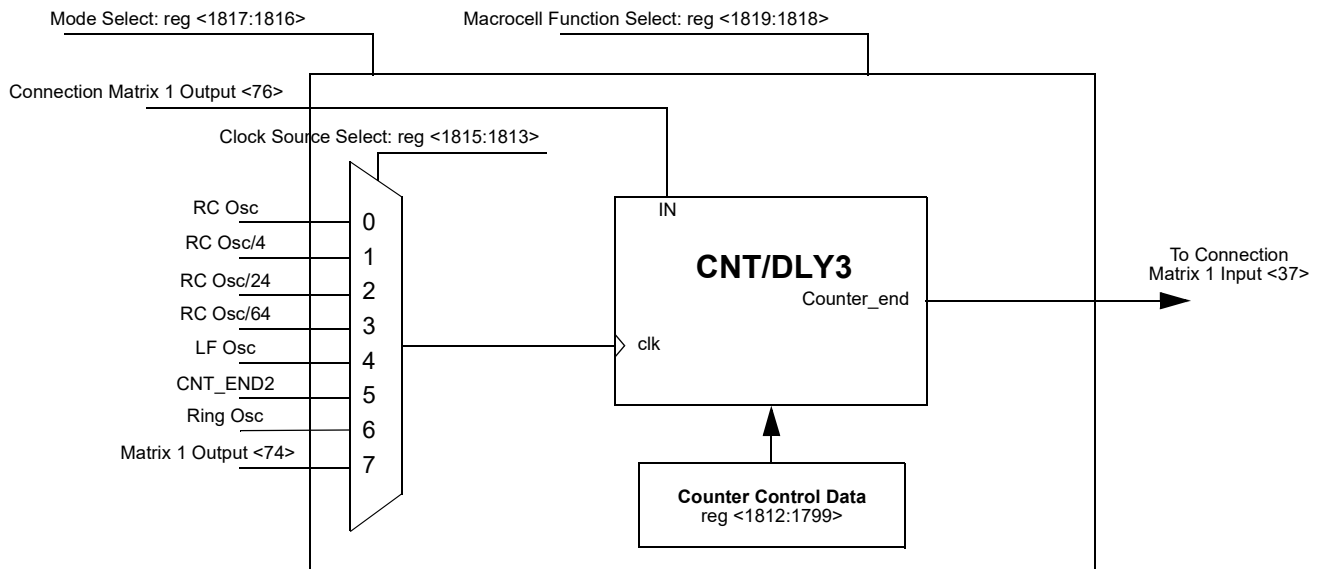 Mode Select: reg <1817:1816>
Macrocell Function Select: reg <1819:1818>
Connection Matrix 1 Output <76>
Clock Source Select: reg <1815:1813>
RC Osc
0
RC Osc/4
1
RC Osc/24
2
RC Osc/64
3
LF Osc
4
CNT_END2
5
Ring Osc
6
Matrix 1 Output <74>
7
IN
CNT/DLY3
Counter_end
clk
To Connection
Matrix 1 Input <37>
Counter Control Data
reg <1812:1799>